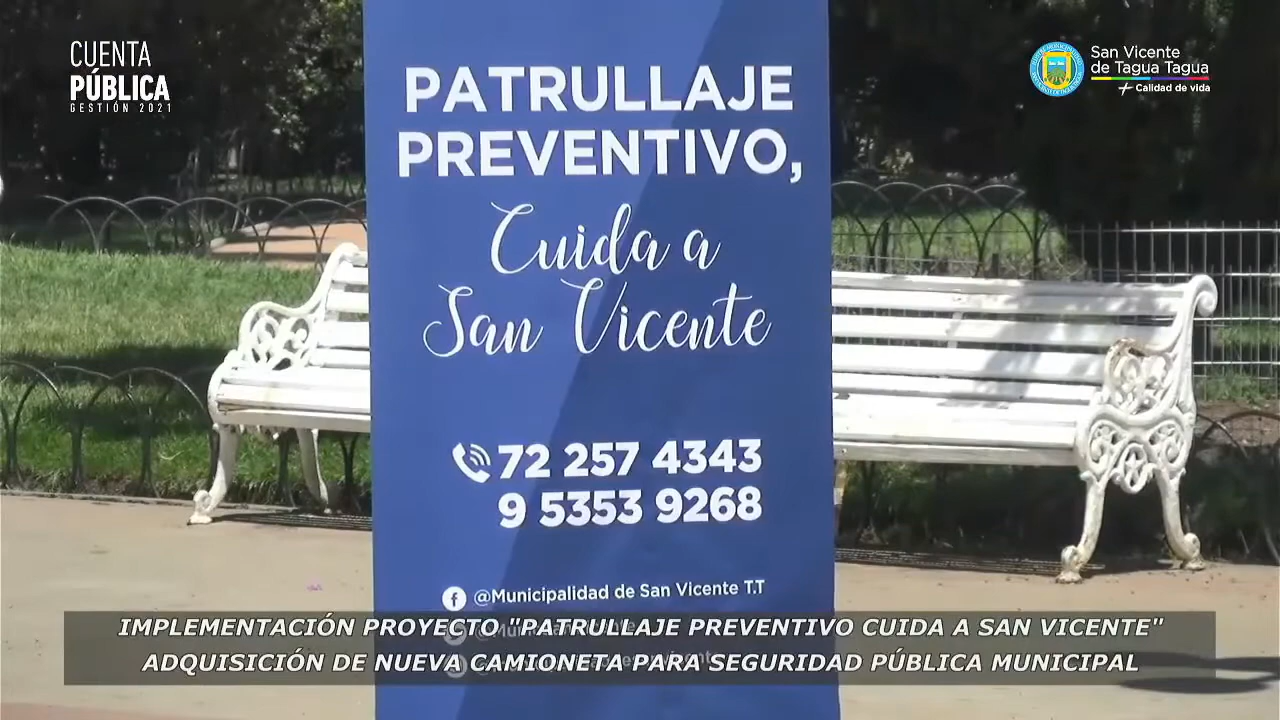 CUENTA
PÚBLICA
GESTIÓN 2021
San Vicente
de Tagua Tagua
Calidad de vida
PATRULLAJE
PREVENTIVO,
Cuida a
San Vicente
72 257 4343
9 5353 9268
@Municipalidad de San Vicente T.T
IMPLEMENTACIÓN PROYECTO "PATRULLAJE PREVENTIVO CUIDA A SAN VICENTE"
ADQUISICIÓN DE NUEVA CAMIONETA PARA SEGURIDAD PÚBLICA MUNICIPAL